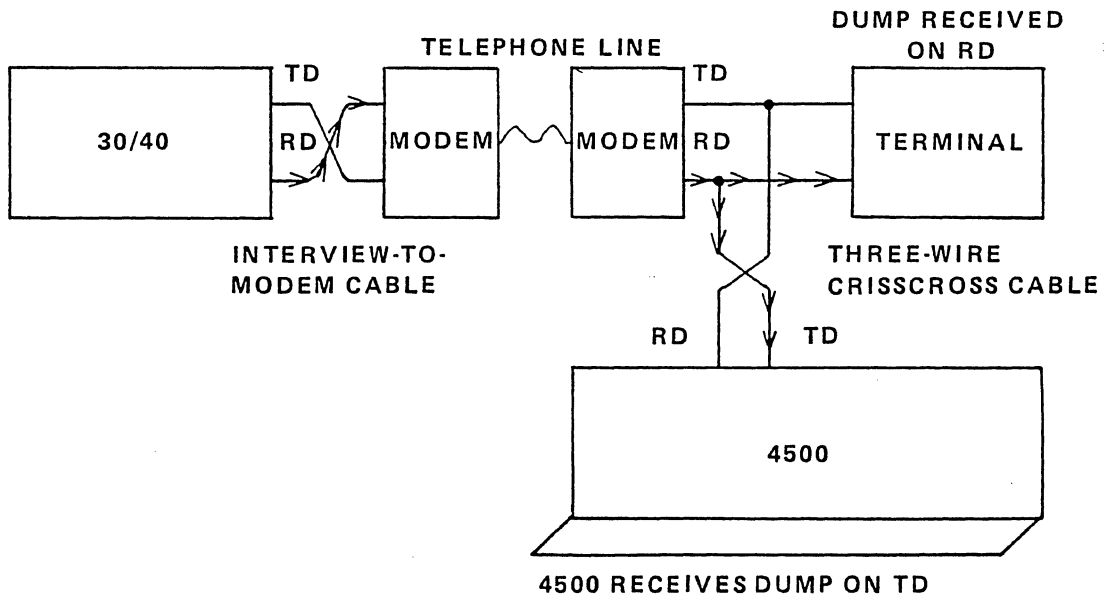 DUMP RECEIVED
ON RD
TELEPHONE LINE
TD
TD
30/40
RD
MODEM
MODEM
RD
TERMINAL
INTERVIEW-TO-
MODEM CABLE
THREE-WIRE
CRISSCROSS CABLE
RD
TD
4500
4500 RECEIVES DUMP ON TD